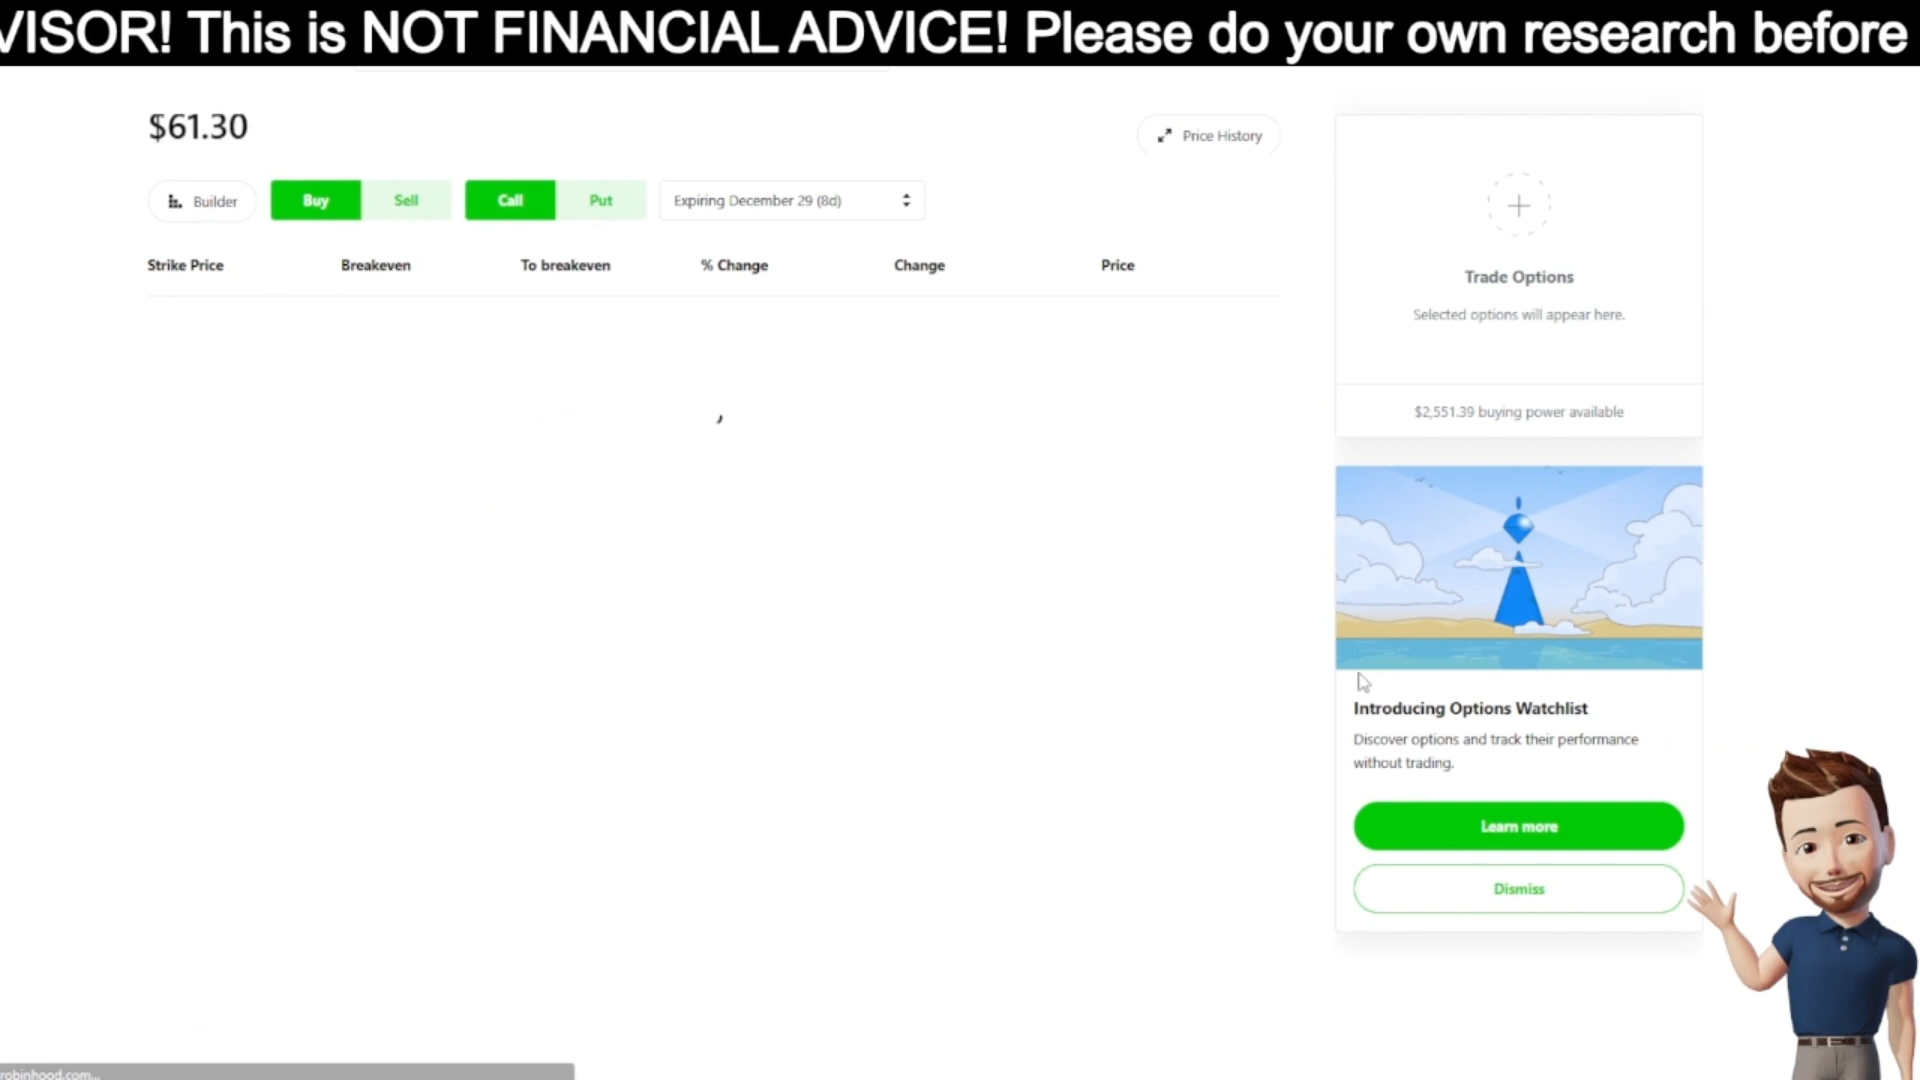 VISOR! This is NOT FINANCIAL ADVICE! Please do your own research before
$61.30
Price History
Builder
Buy
Sell
Call
Put
Expiring December 29 (8d)
Strike Price
Breakeven
To breakeven
% Change
Change
Price
Trade Options
Selected options will appear here.
$2,551.39 buying power available
Introducing Options Watchlist
Discover options and track their performance
without trading.
Learn more
Dismiss
robinhood.com...